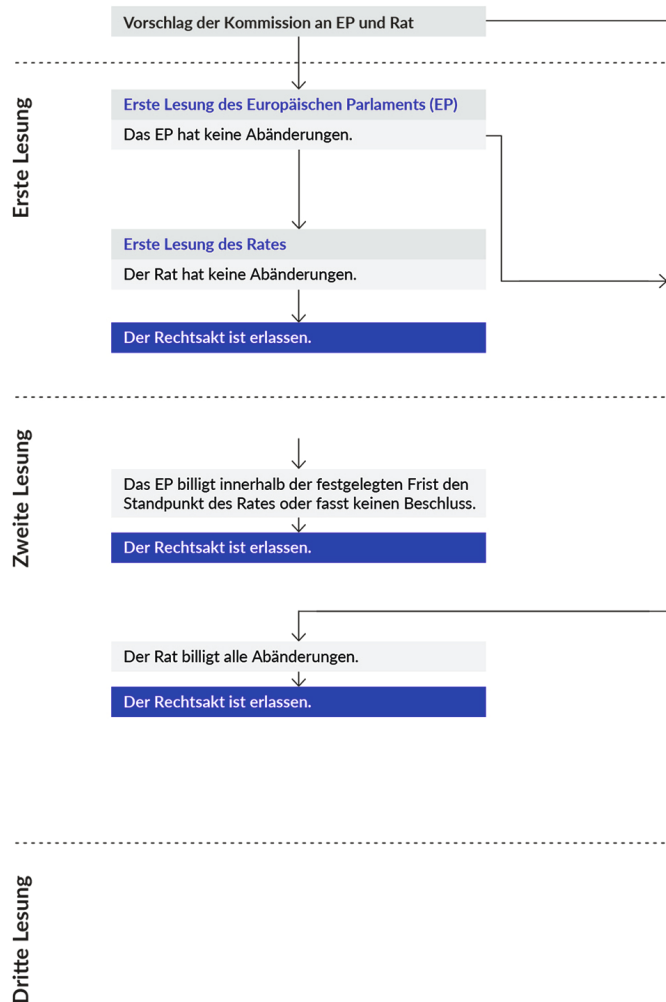 Vorschlag der Kommission an EP und Rat
Erste Lesung
Erste Lesung des Europäischen Parlaments (EP)
Das EP hat keine Abänderungen.
Erste Lesung des Rates
Der Rat hat keine Abänderungen.
Der Rechtsakt ist erlassen.
Zweite Lesung
Das EP billigt innerhalb der festgelegten Frist den
Standpunkt des Rates oder fasst keinen Beschluss.
Der Rechtsakt ist erlassen.
Der Rat billigt alle Abänderungen.
Der Rechtsakt ist erlassen.
Dritte Lesung